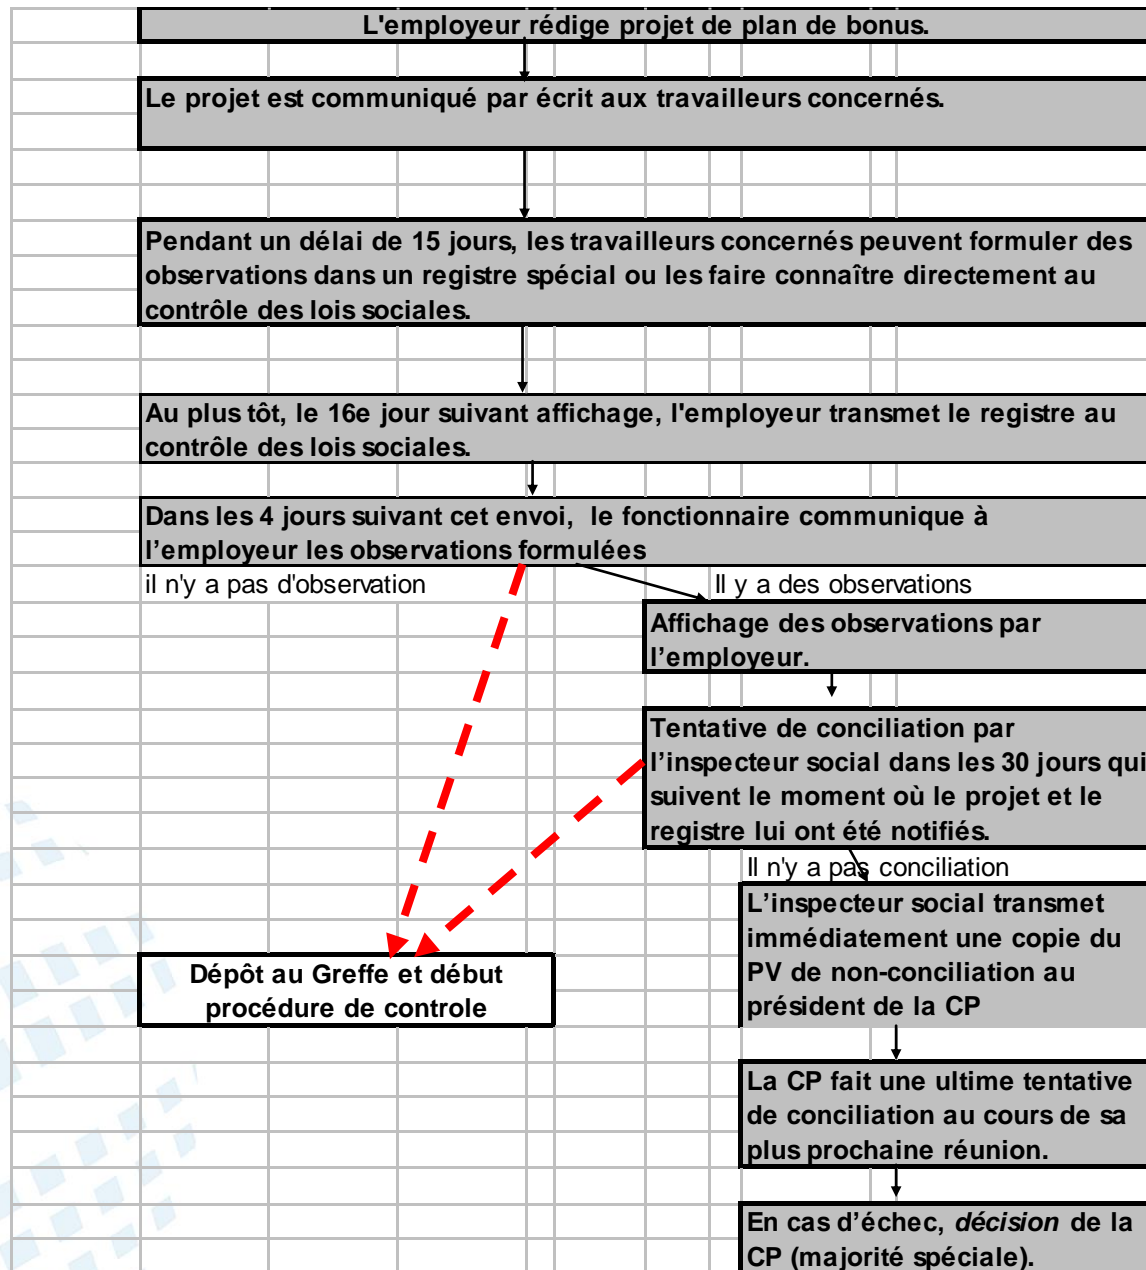 L'employeur rédige projet de plan de bonus.
Le projet est communiqué par écrit aux travailleurs concernés.
Pendant un délai de 15 jours, les travailleurs concernés peuvent formuler des
observations dans un registre spécial ou les faire connaître directement au
contrôle des lois sociales.
Au plus tôt, le 16e jour suivant affichage, l'employeur transmet le registre au
contrôle des lois sociales.
Dans les 4 jours suivant cet envoi, le fonctionnaire communique à
l’employeur les observations formulées
il n'y a pas d'observation
Il y a des observations
Affichage des observations par
l’employeur.
Tentative de conciliation par
l’inspecteur social dans les 30 jours qui
suivent le moment où le projet et le
registre lui ont été notifiés.
Il n'y a pas conciliation
L’inspecteur social transmet
immédiatement une copie du
PV de non-conciliation au
président de la CP
Dépôt au Greffe et début
procédure de controle
La CP fait une ultime tentative
de conciliation au cours de sa
plus prochaine réunion.
En cas d’échec, décision de la
CP (majorité spéciale).